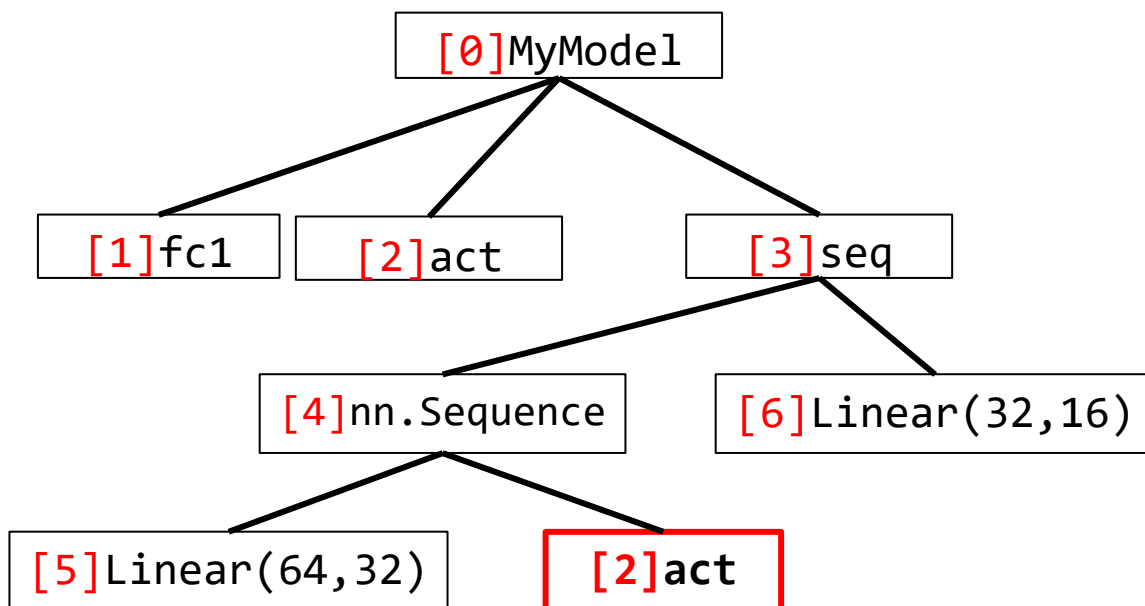 [0]MyModel
[1]fc1
[2]act
[3]seq
[4]nn.Sequence
[6]Linear(32,16)
[5]Linear(64,32)
[2]act